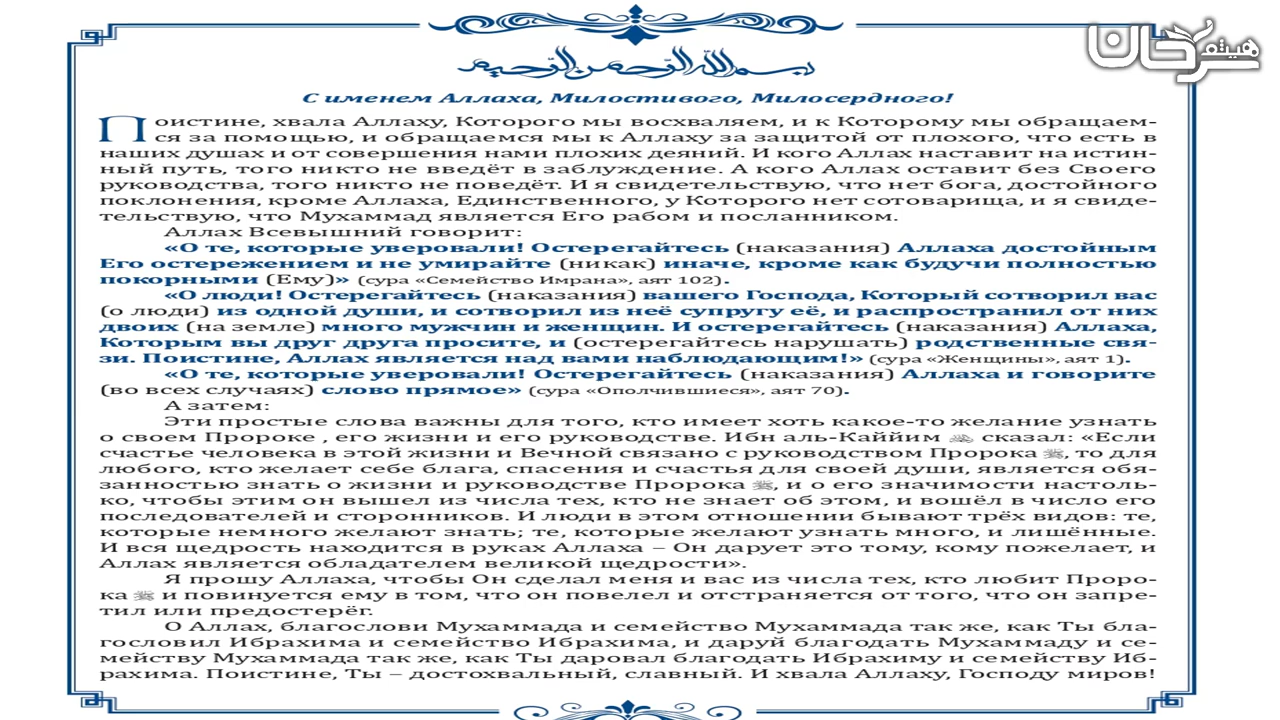 هيثم سرحان
بسم الله الرحمن الرحيم
С именем Аллаха, Милостивого, Милосердного!
Поистине, хвала Аллаху, Которого мы восхваляем, и к Которому мы обращаем-
ся за помощью, и обращаемся мы к Аллаху за защитой от плохого, что есть в
наших душах и от совершения нами плохих деяний. И кого Аллах наставит на истин-
ный путь, того никто не введёт в заблуждение. А кого Аллах оставит без Своего
руководства, того никто не поведёт. И я свидетельствую, что нет бога, достойного
поклонения, кроме Аллаха, Единственного, у Которого нет сотоварища, и я свиде-
тельствую, что Мухаммад является Его рабом и посланником.
Аллах Всевышний говорит:
«О те, которые уверовали! Остерегайтесь (наказания) Аллаха достойным
Его остережением и не умирайте (никак) иначе, кроме как будучи полностью
покорными (Ему)» (сура «Семейство Имрана», аят 102).
«О люди! Остерегайтесь (наказания) вашего Господа, Который сотворил вас
(о люди) из одной души, и сотворил из неё супругу её, и распространил от них
двоих (на земле) много мужчин и женщин. И остерегайтесь (наказания) Аллаха,
Которым вы друг друга просите, и (остерегайтесь нарушать) родственные свя-
зи. Поистине, Аллах является над вами наблюдающим!» (сура «Женщины», аят 1).
«О те, которые уверовали! Остерегайтесь (наказания) Аллаха и говорите
(во всех случаях) слово прямое» (сура «Ополчившиеся», аят 70).
А затем:
Эти простые слова важны для того, кто имеет хоть какое-то желание узнать
о своем Пророке , его жизни и его руководстве. Ибн аль-Каййим сказал: «Если
счастье человека в этой жизни и Вечной связано с руководством Пророка ﷺ, то для
любого, кто желает себе блага, спасения и счастья для своей души, является обя-
занностью знать о жизни и руководстве Пророка ﷺ, и о его значимости настоль-
ко, чтобы этим он вышел из числа тех, кто не знает об этом, и вошёл в число его
последователей и сторонников. И люди в этом отношении бывают трёх видов: те,
которые немного желают знать; те, которые желают узнать много, и лишённые.
И вся щедрость находится в руках Аллаха – Он дарует это тому, кому пожелает, и
Аллах является обладателем великой щедрости».
Я прошу Аллаха, чтобы Он сделал меня и вас из числа тех, кто любит Проро-
ка ﷺ и повинуется ему в том, что он повелел и отстраняется от того, что он запре-
тил или предостерёг.
О Аллах, благослови Мухаммада и семейство Мухаммада так же, как Ты бла-
гословил Ибрахима и семейство Ибрахима, и даруй благодать Мухаммаду и се-
мейству Мухаммада так же, как Ты даровал благодать Ибрахиму и семейству Иб-
рахима. Поистине, Ты – достохвальный, славный. И хвала Аллаху, Господу миров!